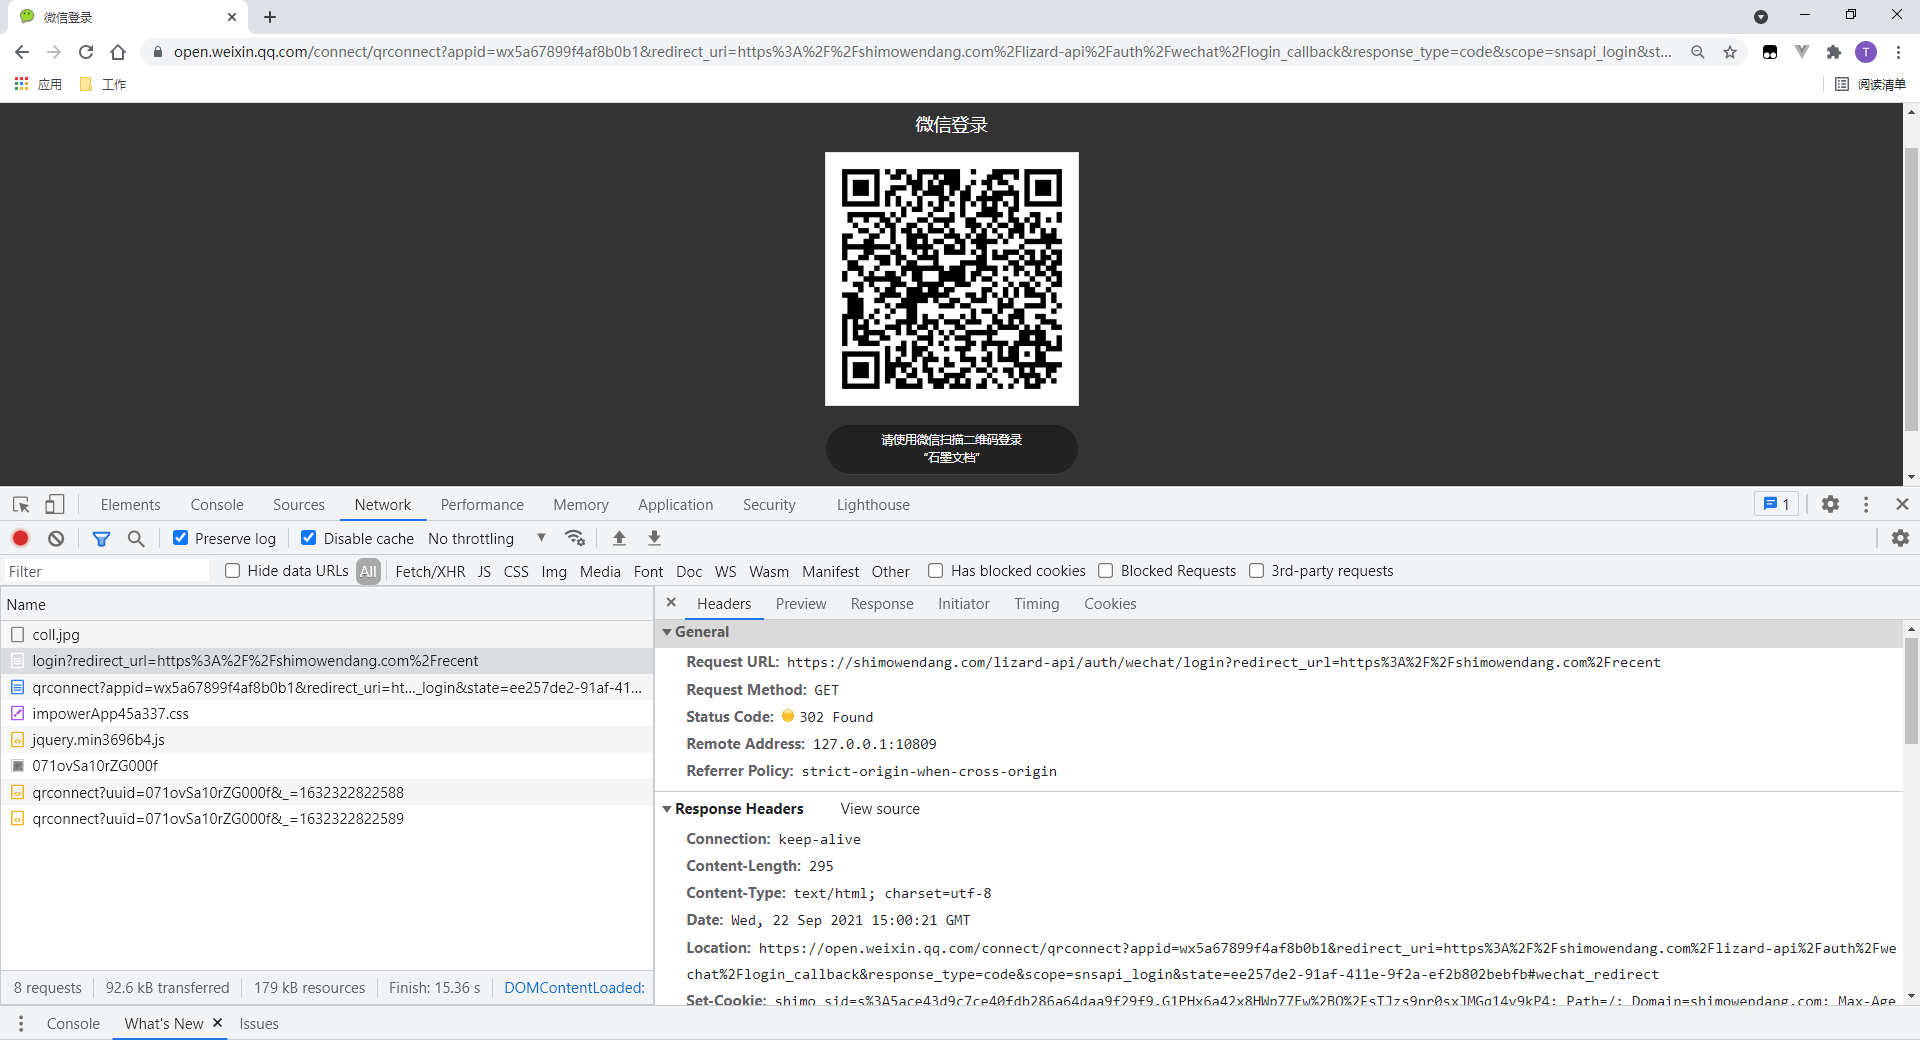 微信登录
open.weixin.qq.com/connect/qrconnect?appid=wx5a67899f4af8b0b1&redirect_uri=https%3A%2F%2Fshimowendang.com%2Flizard-api%2Fauth%2Fwechat%2Flogin_callback&response_type=code&scope=snsapi_login&st...
T
应用
工作
阅读清单
微信登录
请使用微信扫描二维码登录
“石墨文档”
Elements Console Sources Network Performance Memory Application Security Lighthouse 1
Preserve log Disable cache No throttling
Filter Hide data URLs All Fetch/XHR JS CSS Img Media Font Doc WS Wasm Manifest Other Has blocked cookies Blocked Requests 3rd-party requests
Name
coll.jpg
login?redirect_url=https%3A%2F%2Fshimowendang.com%2Frecent
qrconnect?appid=wx5a67899f4af8b0b1&redirect_uri=ht..._login&state=ee257de2-91af-41...
impowerApp45a337.css
jquery.min3696b4.js
071ovSa10rZG000f
qrconnect?uuid=071ovSa10rZG000f&_=1632322822588
qrconnect?uuid=071ovSa10rZG000f&_=1632322822589
8 requests 92.6 kB transferred 179 kB resources Finish: 15.36 s DOMContentLoaded:
Headers Preview Response Initiator Timing Cookies
General
Request URL: https://shimowendang.com/lizard-api/auth/wechat/login?redirect_url=https%3A%2F%2Fshimowendang.com%2Frecent
Request Method: GET
Status Code: 302 Found
Remote Address: 127.0.0.1:10809
Referrer Policy: strict-origin-when-cross-origin
Response Headers View source
Connection: keep-alive
Content-Length: 295
Content-Type: text/html; charset=utf-8
Date: Wed, 22 Sep 2021 15:00:21 GMT
Location: https://open.weixin.qq.com/connect/qrconnect?appid=wx5a67899f4af8b0b1&redirect_uri=https%3A%2F%2Fshimowendang.com%2Flizard-api%2Fauth%2Fwe
chat%2Flogin_callback&response_type=code&scope=snsapi_login&state=ee257de2-91af-411e-9f2a-ef2b802bebfb#wechat_redirect
Set-Cookie: shimo_sid=s%3A5ace43d9c7ce40fdb286a64daa9f29f9.G1PHx6a42x8HWn77Ew%2BO%2FsTJzs9nr0sxJMGq14v9kP4; Path=/; Domain=shimowendang.com; Max-Age
Console What's New Issues